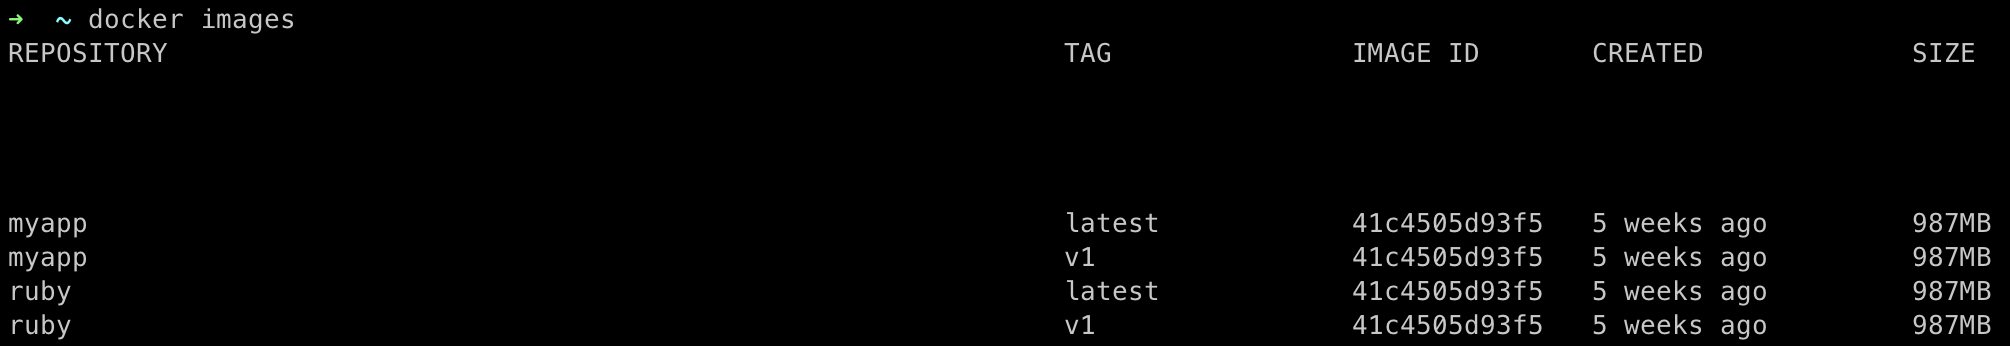 ➜ ~ docker images
REPOSITORY TAG IMAGE ID CREATED SIZE
myapp latest 41c4505d93f5 5 weeks ago 987MB
myapp v1 41c4505d93f5 5 weeks ago 987MB
ruby latest 41c4505d93f5 5 weeks ago 987MB
ruby v1 41c4505d93f5 5 weeks ago 987MB